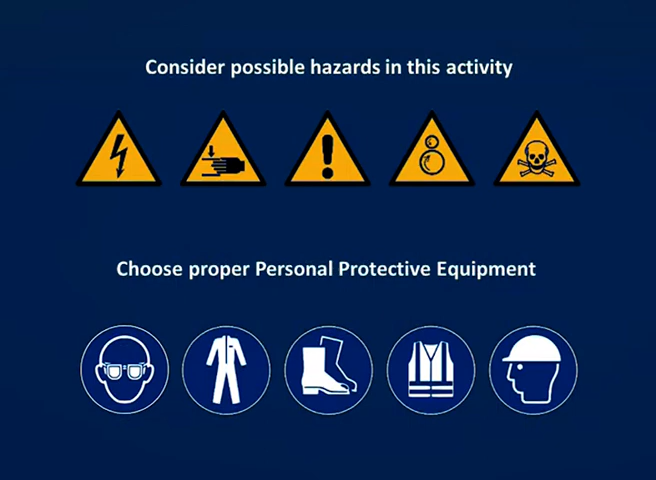 Consider possible hazards in this activity
Choose proper Personal Protective Equipment